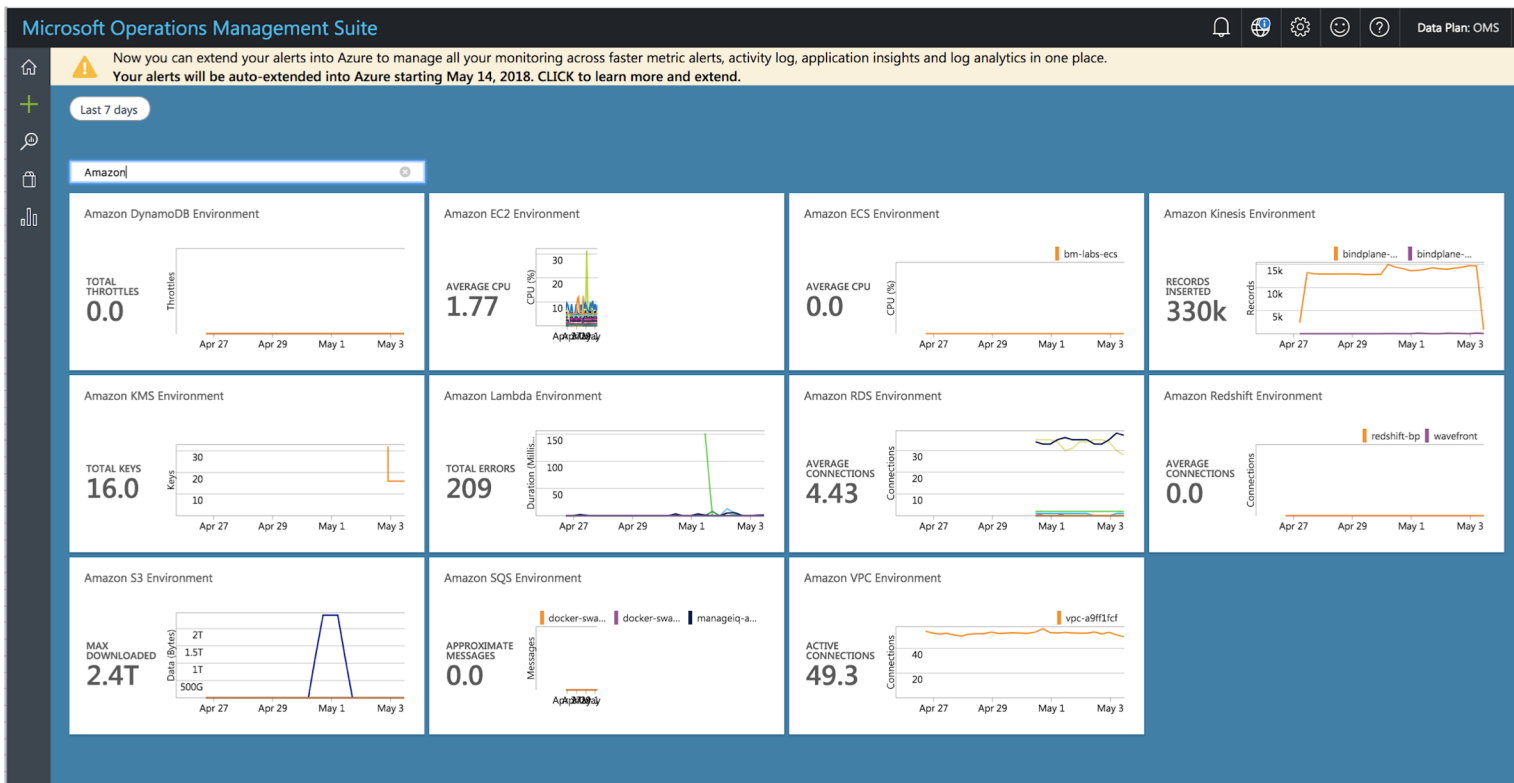 Microsoft Operations Management Suite
Data Plan: OMS
Now you can extend your alerts into Azure to manage all your monitoring across faster metric alerts, activity log, application insights and log analytics in one place.
Your alerts will be auto-extended into Azure starting May 14, 2018. CLICK to learn more and extend.
Last 7 days
Amazon
Amazon DynamoDB Environment
TOTAL
THROTTLES
0.0
Throttles
Apr 27 Apr 29 May 1 May 3
Amazon EC2 Environment
AVERAGE CPU
1.77
CPU (%)
30
20
10
Amazon ECS Environment
bm-labs-ecs
AVERAGE CPU
0.0
CPU (%)
Apr 27 Apr 29 May 1 May 3
Amazon Kinesis Environment
bindplane-... bindplane-...
RECORDS
INSERTED
330k
Records
15k
10k
5k
Apr 27 Apr 29 May 1 May 3
Amazon KMS Environment
TOTAL KEYS
16.0
Keys
30
20
10
Apr 27 Apr 29 May 1 May 3
Amazon Lambda Environment
TOTAL ERRORS
209
Duration (Millis...
150
100
50
Apr 27 Apr 29 May 1 May 3
Amazon RDS Environment
AVERAGE
CONNECTIONS
4.43
Connections
30
20
10
Apr 27 Apr 29 May 1 May 3
Amazon Redshift Environment
redshift-bp wavefront
AVERAGE
CONNECTIONS
0.0
Connections
Apr 27 Apr 29 May 1 May 3
Amazon S3 Environment
MAX
DOWNLOADED
2.4T
Data (Bytes)
2T
1.5T
1T
500G
Apr 27 Apr 29 May 1 May 3
Amazon SQS Environment
docker-swa... docker-swa... manageiq-a...
APPROXIMATE
MESSAGES
0.0
Messages
Amazon VPC Environment
vpc-a9ff1fcf
ACTIVE
CONNECTIONS
49.3
Connections
40
20
Apr 27 Apr 29 May 1 May 3